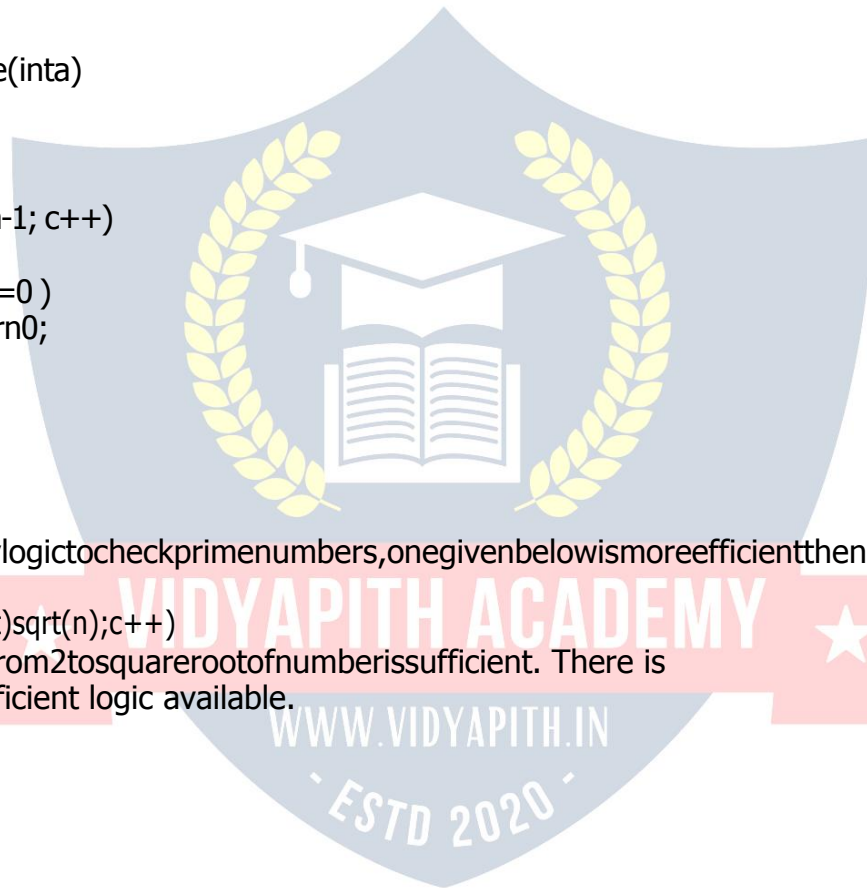 e(inta)
-1; c++)
=0 )
rn0;
logictocheckprimenumbers,onegivenbelowismoreefficientthen
)sqrt(n);c++)
rom2tosquarerootofnumberissufficient. There is
ficient logic available.
VIDYAPITH ACADEMY
WWW.VIDYAPITH.IN
- ESTD 2020 -